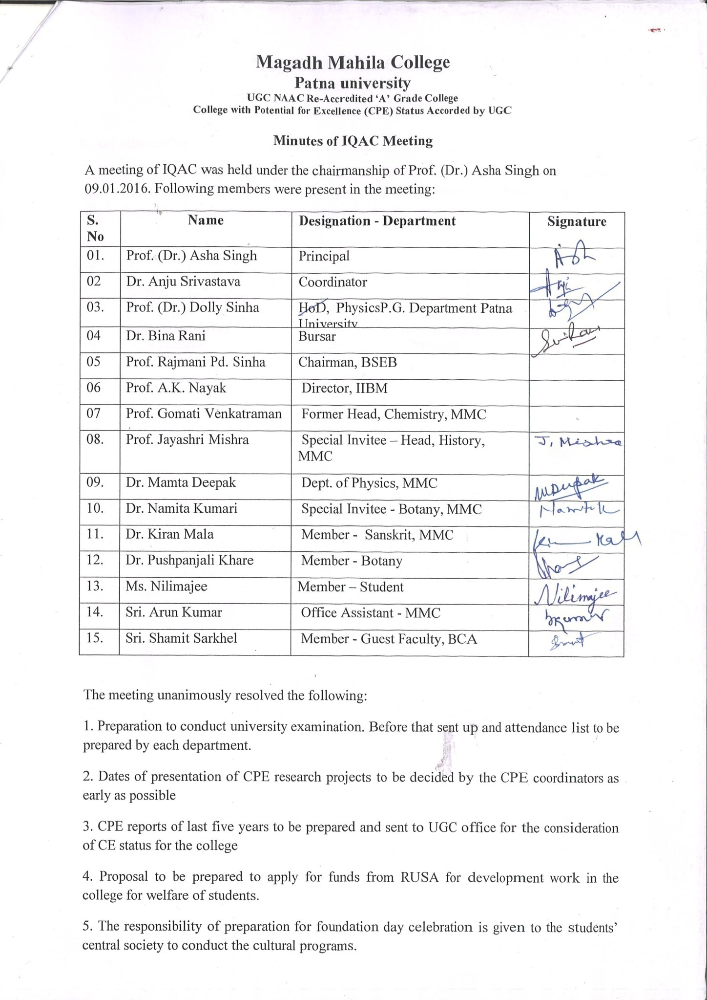 Magadh Mahila College
Patna university
UGC NAAC Re-Accredited ‘A’ Grade College
College with Potential for Excellence (CPE) Status Accorded by UGC
Minutes of IQAC Meeting
A meeting of IQAC was held under the chairmanship of Prof. (Dr.) Asha Singh on
09.01.2016. Following members were present in the meeting:
S. No Name Designation - Department Signature
01. Prof. (Dr.) Asha Singh Principal
02 Dr. Anju Srivastava Coordinator
03. Prof. (Dr.) Dolly Sinha HoD, PhysicsP.G. Department Patna
University
04 Dr. Bina Rani Bursar
05 Prof. Rajmani Pd. Sinha Chairman, BSEB
06 Prof. A.K. Nayak Director, IIBM
07 Prof. Gomati Venkatraman Former Head, Chemistry, MMC
08. Prof. Jayashri Mishra Special Invitee – Head, History, J. Mishra
MMC
09. Dr. Mamta Deepak Dept. of Physics, MMC MDeepak
10. Dr. Namita Kumari Special Invitee - Botany, MMC
11. Dr. Kiran Mala Member - Sanskrit, MMC
12. Dr. Pushpanjali Khare Member - Botany
13. Ms. Nilimajee Member – Student Nilimajee
14. Sri. Arun Kumar Office Assistant - MMC
15. Sri. Shamit Sarkhel Member - Guest Faculty, BCA
The meeting unanimously resolved the following:
1. Preparation to conduct university examination. Before that sent up and attendance list to be
prepared by each department.
2. Dates of presentation of CPE research projects to be decided by the CPE coordinators as
early as possible
3. CPE reports of last five years to be prepared and sent to UGC office for the consideration
of CE status for the college
4. Proposal to be prepared to apply for funds from RUSA for development work in the
college for welfare of students.
5. The responsibility of preparation for foundation day celebration is given to the students’
central society to conduct the cultural programs.